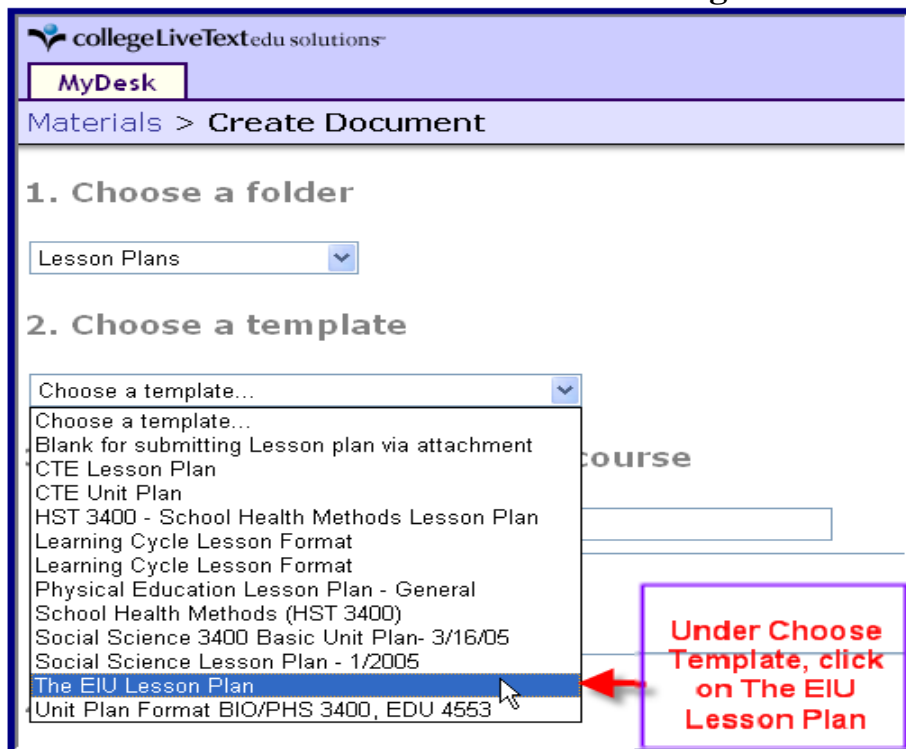 collegeLiveText edu solutions
MyDesk
Materials > Create Document
1. Choose a folder
Lesson Plans
2. Choose a template
Choose a template...
Choose a template...
Blank for submitting Lesson plan via attachment
course
CTE Lesson Plan
CTE Unit Plan
HST 3400 - School Health Methods Lesson Plan
Learning Cycle Lesson Format
Learning Cycle Lesson Format
Physical Education Lesson Plan - General
School Health Methods (HST 3400)
Social Science 3400 Basic Unit Plan- 3/16/05
Social Science Lesson Plan - 1/2005
The EIU Lesson Plan
Unit Plan Format BIO/PHS 3400, EDU 4553
Under Choose
Template, click
on The EIU
Lesson Plan